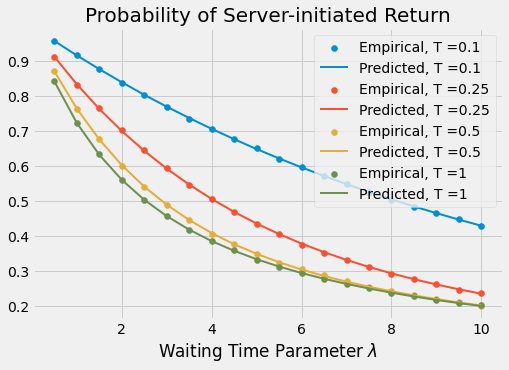 Probability of Server-initiated Return
Empirical, T =0.1
Predicted, T =0.1
Empirical, T =0.25
Predicted, T =0.25
Empirical, T =0.5
Predicted, T =0.5
Empirical, T =1
Predicted, T =1
0.9
0.8
0.7
0.6
0.5
0.4
0.3
0.2
2 4 6 8 10
Waiting Time Parameter λ